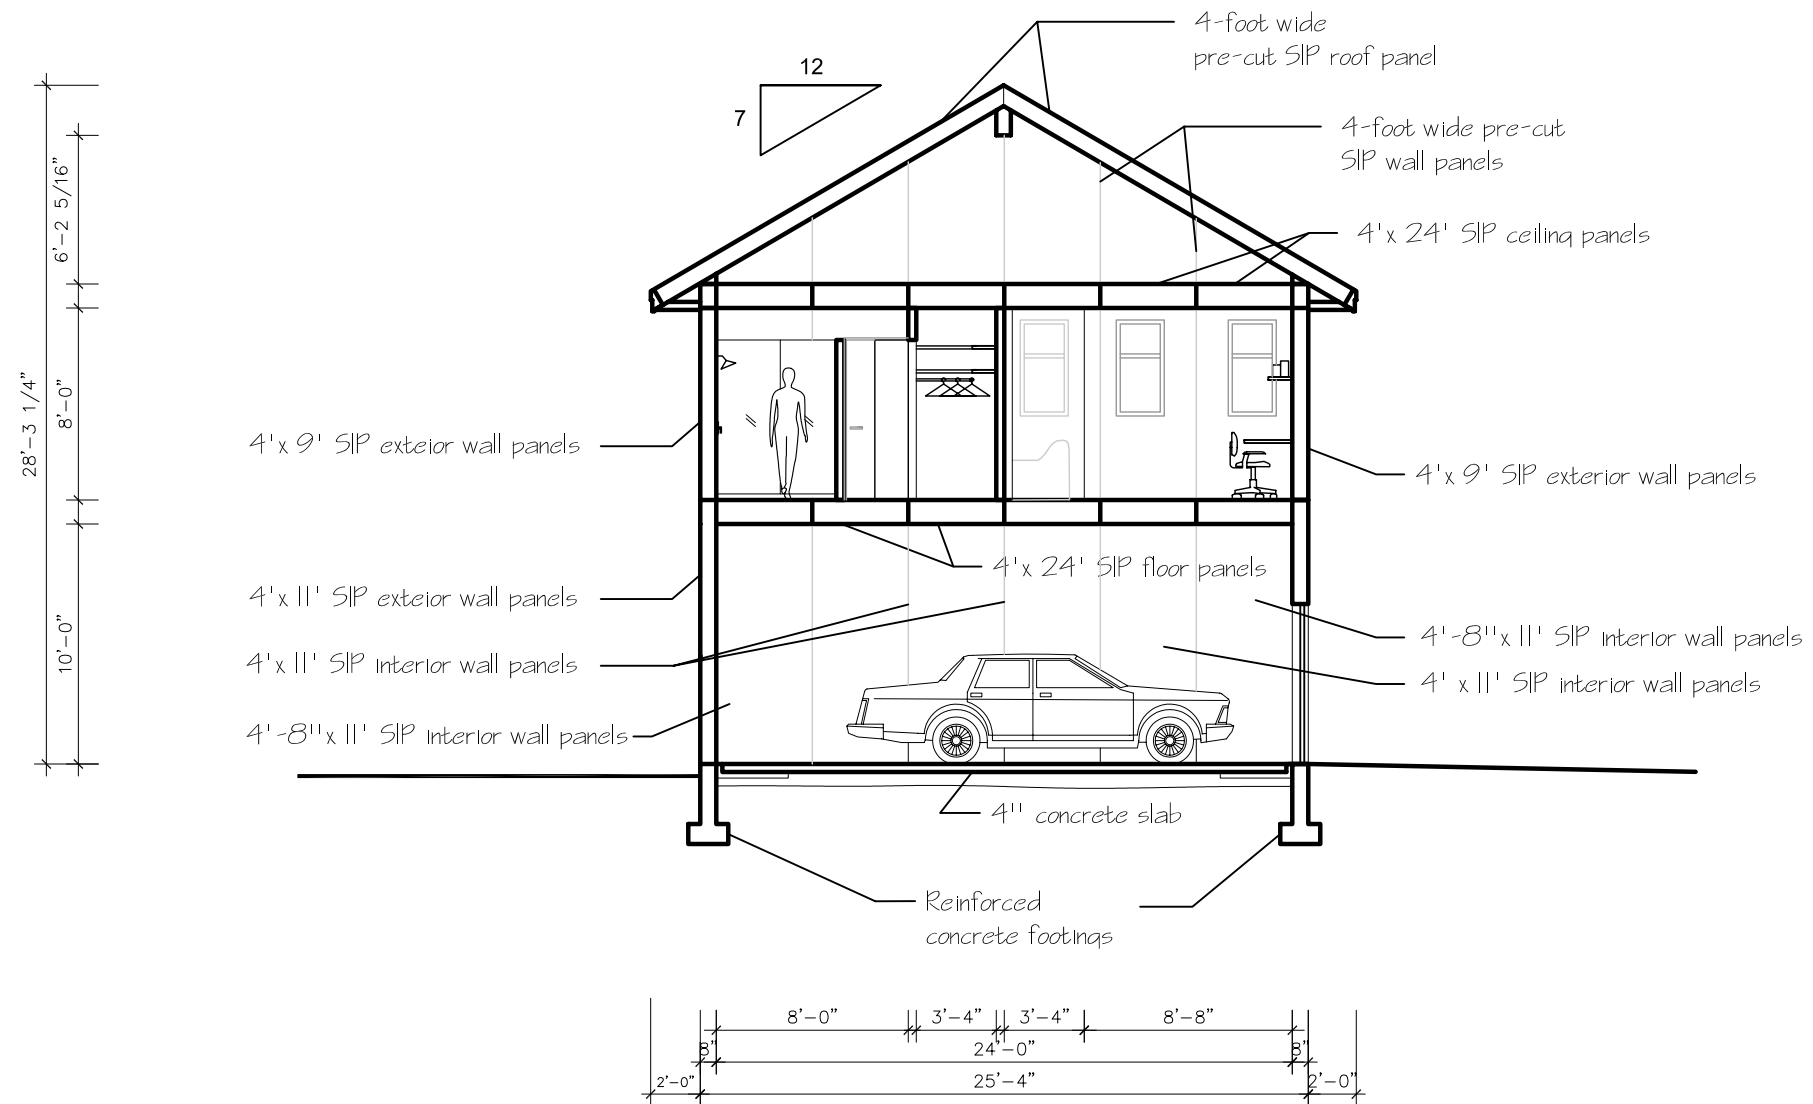 4-foot wide
pre-cut SIP roof panel
12
7
4-foot wide pre-cut
SIP wall panels
4'x 24' SIP ceiling panels
6'-2 5/16"
28'-3 1/4"
8'-0"
10'-0"
4'x 9' SIP exteior wall panels
4'x 9' SIP exterior wall panels
4'x 24' SIP floor panels
4'x 11' SIP exteior wall panels
4'-8"x 11' SIP interior wall panels
4'x 11' SIP interior wall panels
4' x 11' SIP interior wall panels
4'-8"x 11' SIP interior wall panels
4" concrete slab
Reinforced
concrete footings
8'-0" 3'-4" 3'-4" 8'-8"
8" 24'-0" 8"
2'-0" 25'-4" 2'-0"